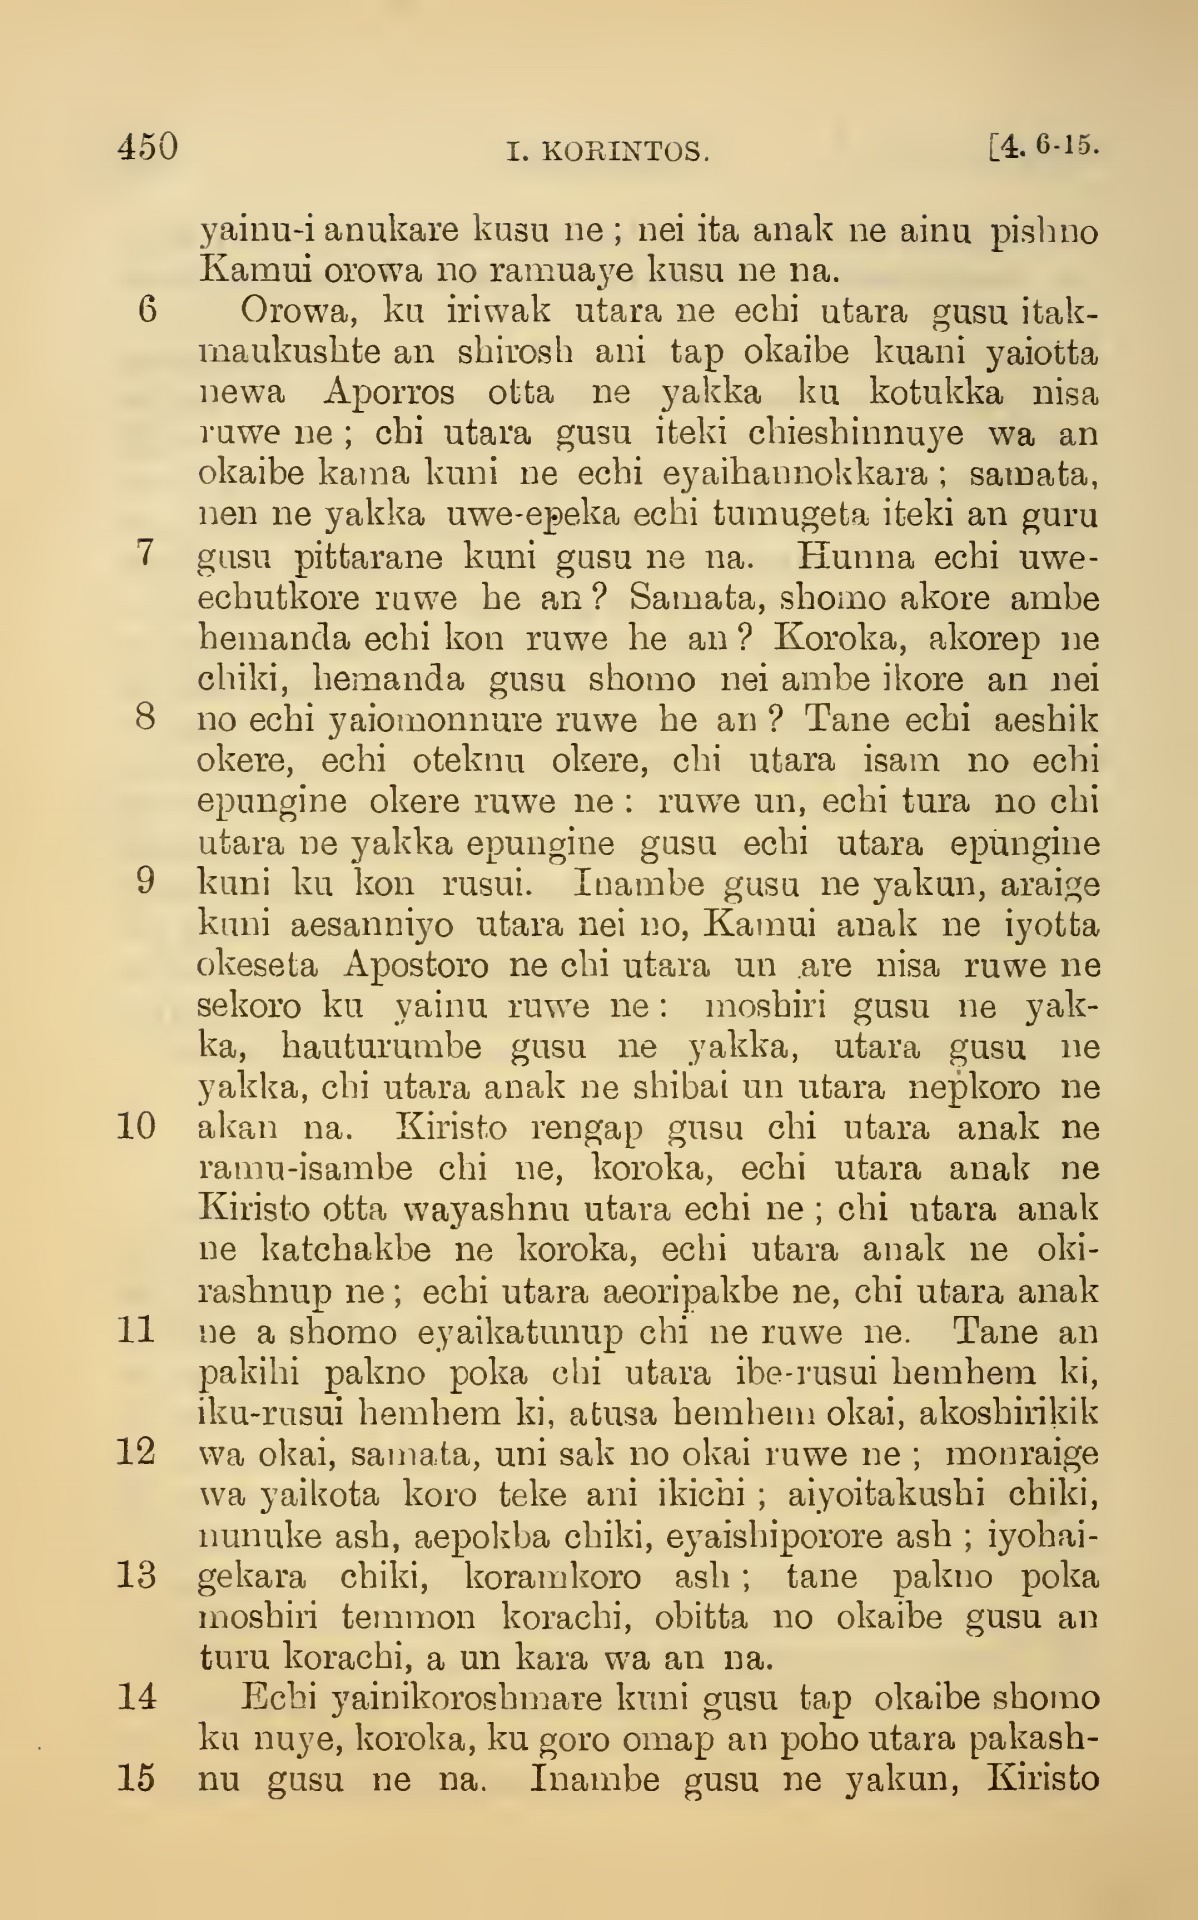 450 I. KORINTOS. [4. 6-15.
yainu-i anukare kusu ne ; nei ita anak ne ainu pishno
Kamui orowa no ramuaye kusu ne na.
6 Orowa, ku iriwak utara ne echi utara gusu itak-
maukushte an shirosh ani tap okaibe kuani yaiotta
newa Aporros otta ne yakka ku kotukka nisa
ruwe ne ; chi utara gusu iteki chieshinnuye wa an
okaibe kama kuni ne echi eyaihannokkara ; samata,
nen ne yakka uwe-epeka echi tumugeta iteki an guru
7 gusu pittarane kuni gusu ne na. Hunna echi uwe-
echutkore ruwe he an ? Samata, shomo akore ambe
hemanda echi kon ruwe he an ? Koroka, akorep ne
chiki, hemanda gusu shomo nei ambe ikore an nei
8 no echi yaiomonnure ruwe he an ? Tane echi aeshik
okere, echi oteknu okere, chi utara isam no echi
epungine okere ruwe ne : ruwe un, echi tura no chi
utara ne yakka epungine gusu echi utara epungine
9 kuni ku kon rusui. Inambe gusu ne yakun, araige
kuni aesanniyo utara nei no, Kamui anak ne iyotta
okeseta Apostoro ne chi utara un are nisa ruwe ne
sekoro ku yainu ruwe ne : moshiri gusu ne yak-
ka, hauturumbe gusu ne yakka, utara gusu ne
yakka, chi utara anak ne shibai un utara nepkoro ne
10 akan na. Kiristo rengap gusu chi utara anak ne
ramu-isambe chi ne, koroka, echi utara anak ne
Kiristo otta wayashnu utara echi ne ; chi utara anak
ne katchakbe ne koroka, echi utara anak ne oki-
rashnup ne ; echi utara aeoripakbe ne, chi utara anak
11 ne a shomo eyaikatunup chi ne ruwe ne. Tane an
pakihi pakno poka chi utara ibe-rusui hemhem ki,
iku-rusui hemhem ki, atusa hemhem okai, akoshirikik
12 wa okai, samata, uni sak no okai ruwe ne ; monraige
wa yaikota koro teke ani ikichi ; aiyoitakushi chiki,
nunuke ash, aepokba chiki, eyaishiporore ash ; iyohai-
13 gekara chiki, koramkoro ash ; tane pakno poka
moshiri temmon korachi, obitta no okaibe gusu an
turu korachi, a un kara wa an na.
14 Echi yainikoroshmare kuni gusu tap okaibe shomo
ku nuye, koroka, ku goro omap an poho utara pakash-
15 nu gusu ne na. Inambe gusu ne yakun, Kiristo